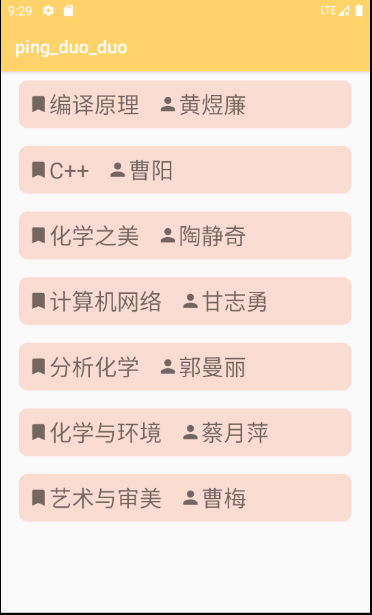 9:29 LTE
ping_duo_duo
编译原理 黄煜廉
C++ 曹阳
化学之美 陶静奇
计算机网络 甘志勇
分析化学 郭曼丽
化学与环境 蔡月萍
艺术与审美 曹梅